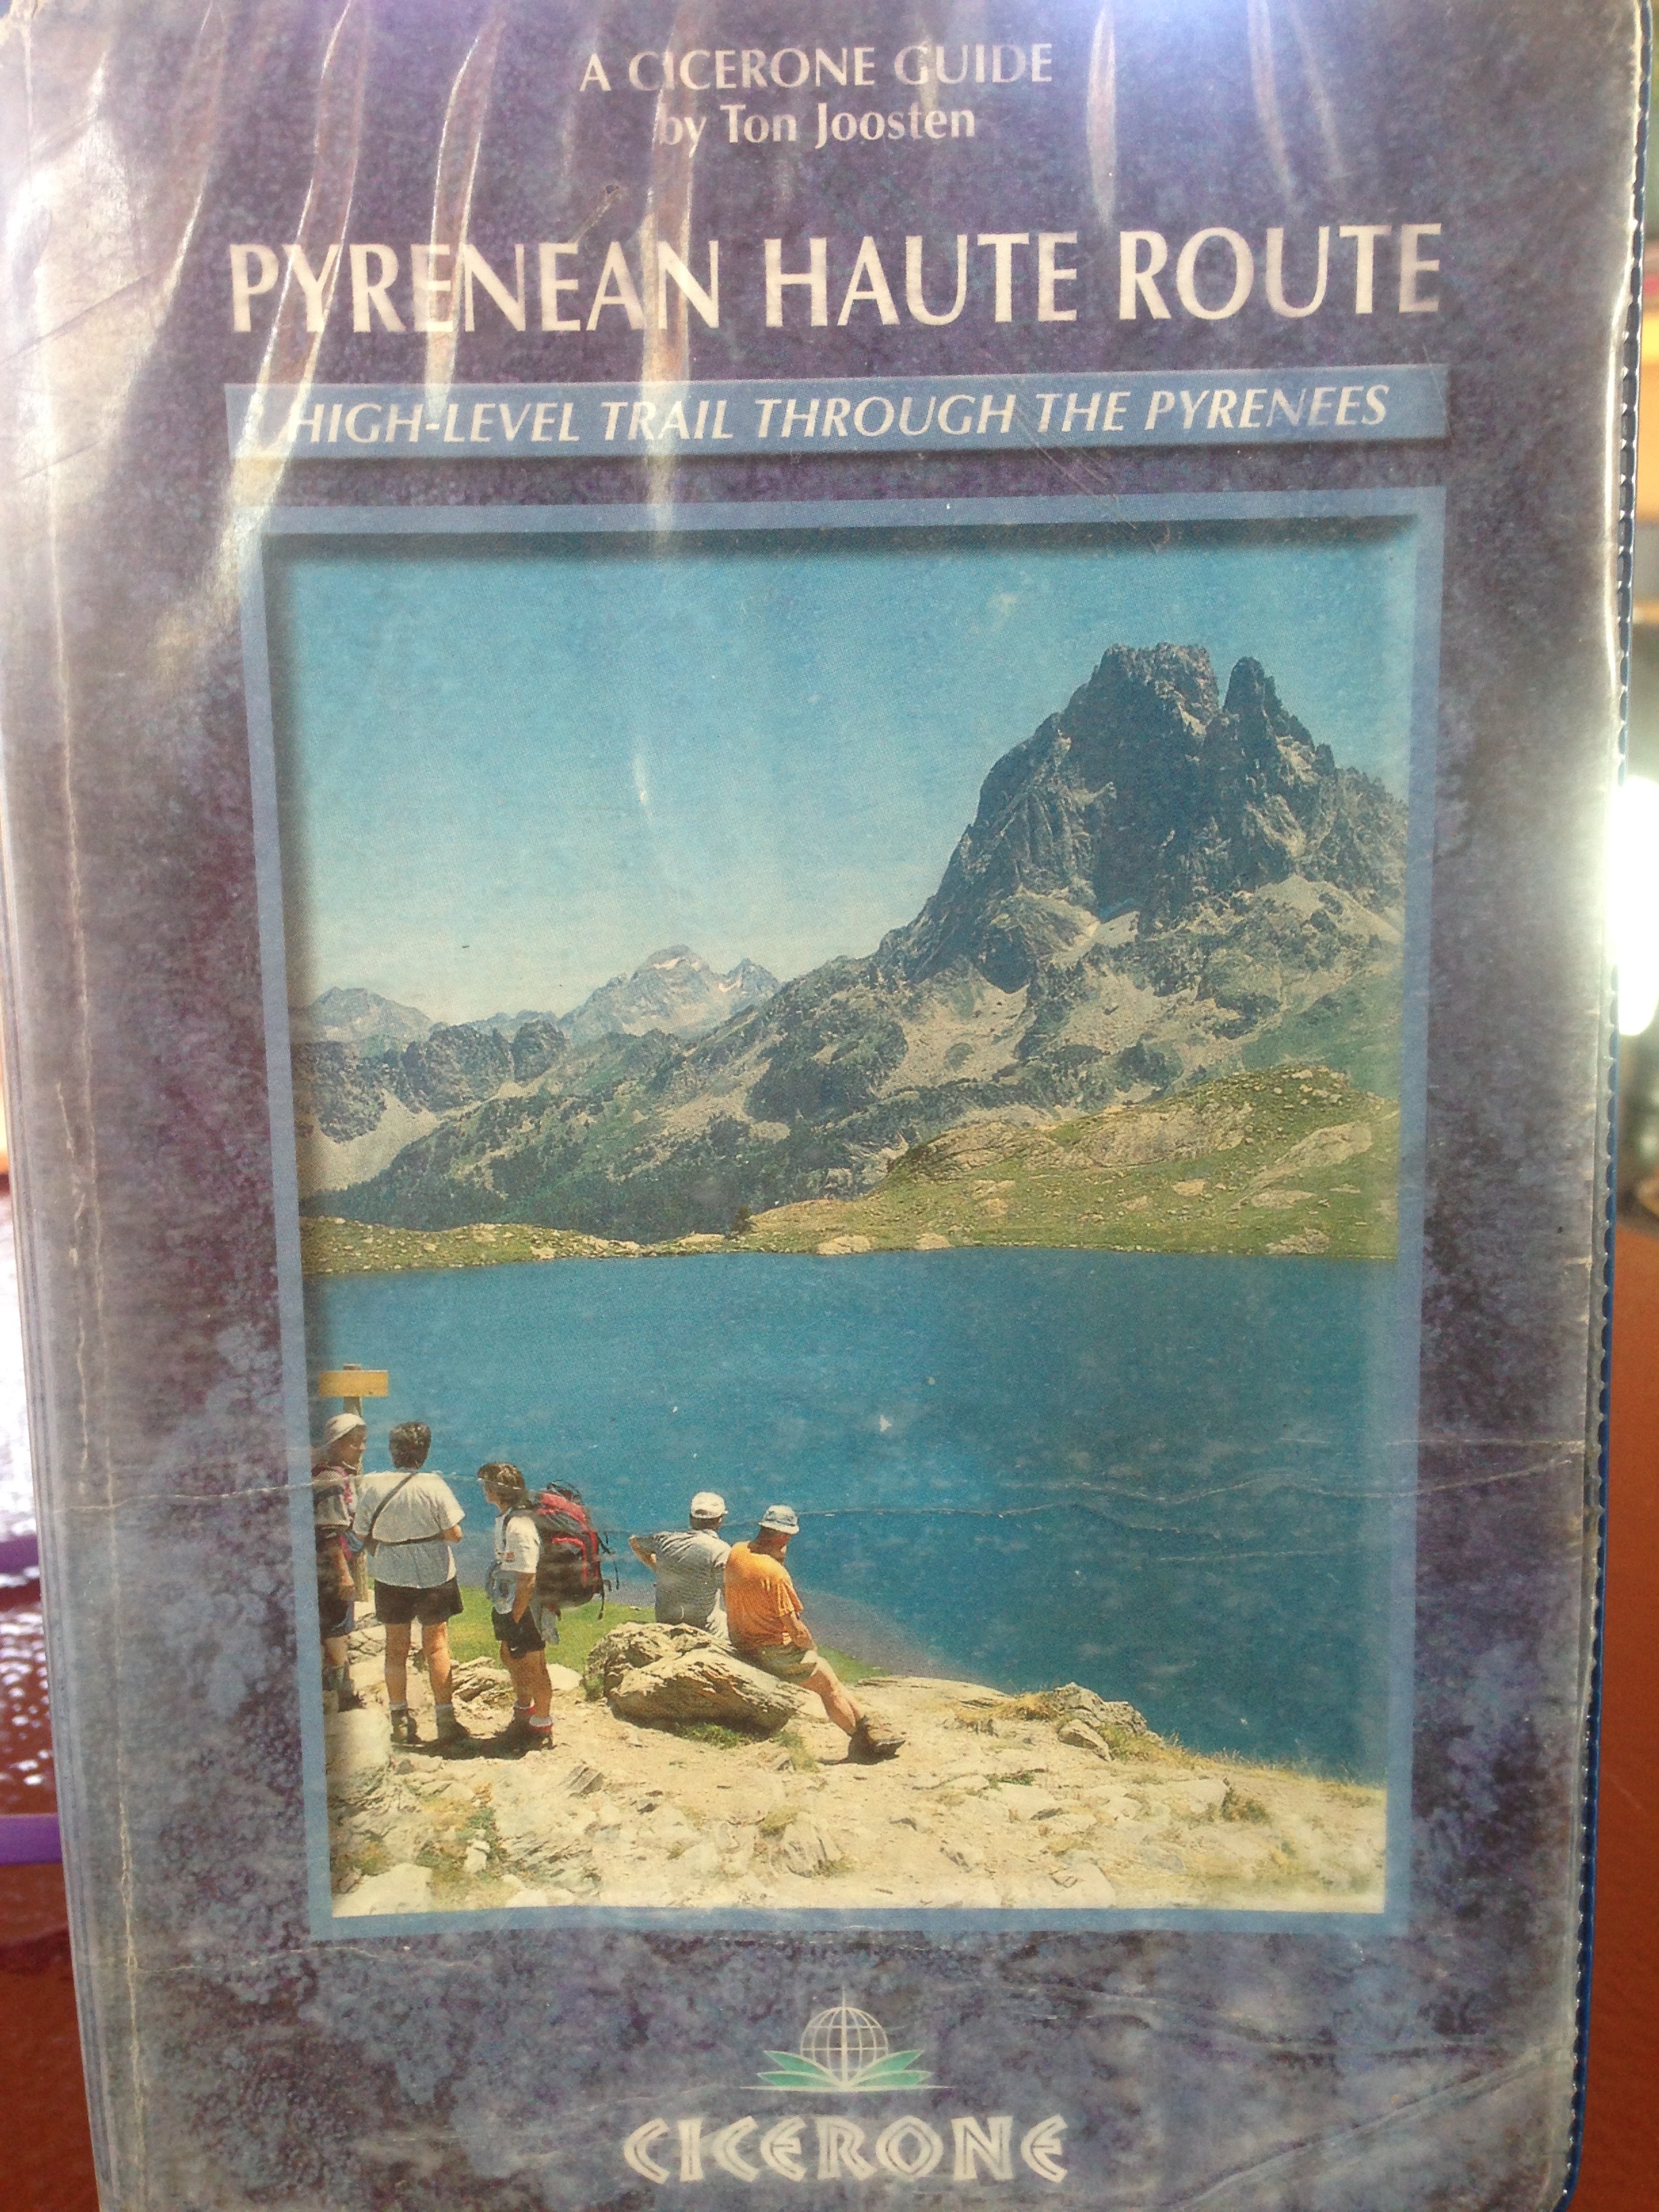 A CICERONE GUIDE
by Ton Joosten
PYRENEAN HAUTE ROUTE
HIGH-LEVEL TRAIL THROUGH THE PYRENEES
CICERONE